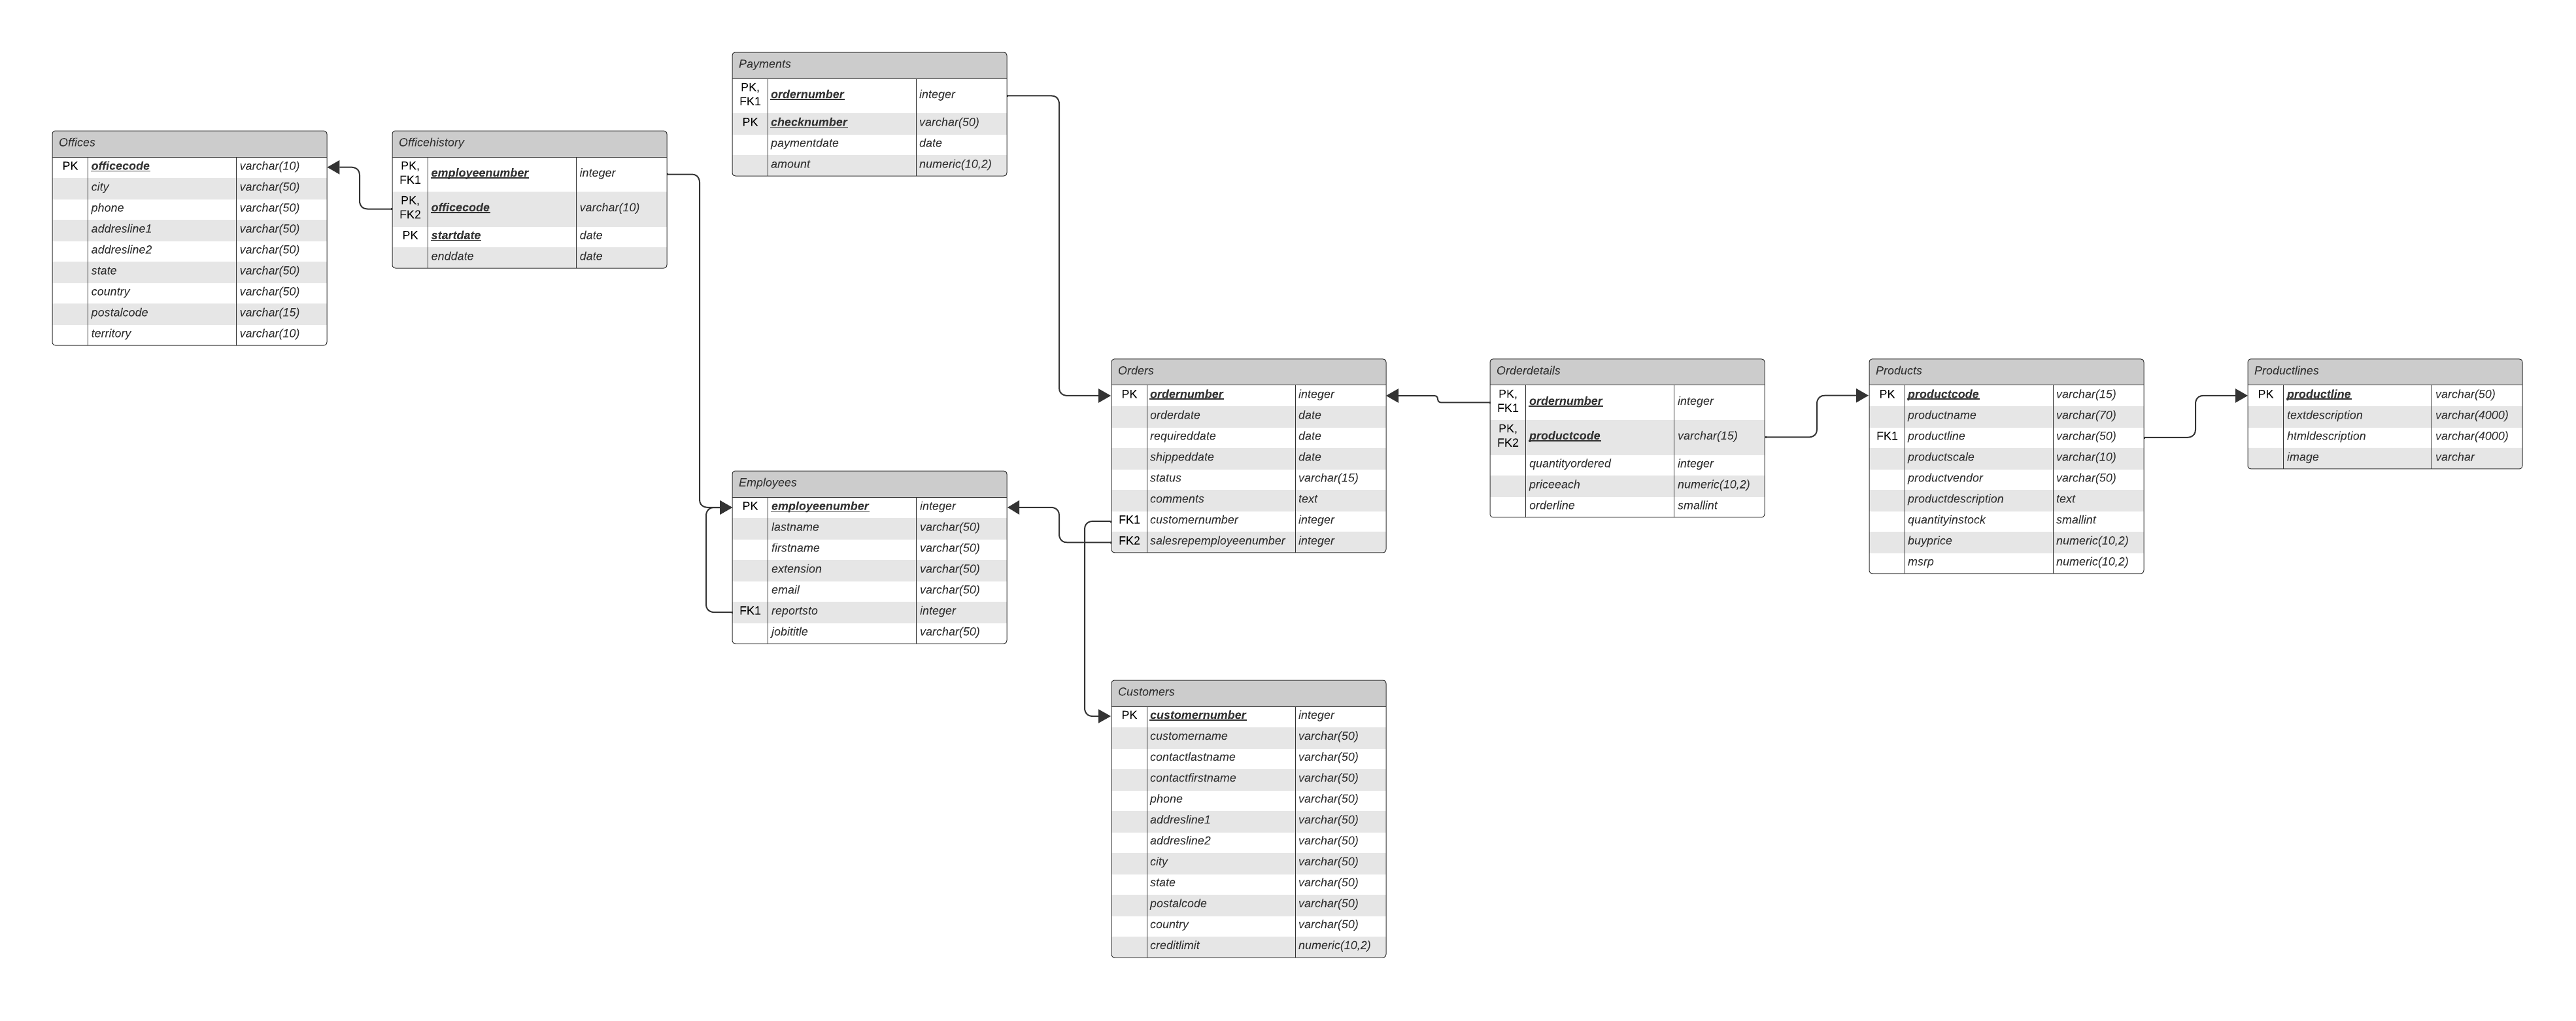 Payments
PK, FK1 ordernumber integer
PK checknumber varchar(50)
paymentdate date
amount numeric(10,2)
Offices
PK officecode varchar(10)
city varchar(50)
phone varchar(50)
addresline1 varchar(50)
addresline2 varchar(50)
state varchar(50)
country varchar(50)
postalcode varchar(15)
territory varchar(10)
Officehistory
PK, FK1 employeenumber integer
PK, FK2 officecode varchar(10)
PK startdate date
enddate date
Orders
PK ordernumber integer
orderdate date
requireddate date
shippeddate date
status varchar(15)
comments text
FK1 customernumber integer
FK2 salesrepemployeenumber integer
Orderdetails
PK, FK1 ordernumber integer
PK, FK2 productcode varchar(15)
quantityordered integer
priceeach numeric(10,2)
orderline smallint
Products
PK productcode varchar(15)
productname varchar(70)
FK1 productline varchar(50)
productscale varchar(10)
productvendor varchar(50)
productdescription text
quantityinstock smallint
buyprice numeric(10,2)
msrp numeric(10,2)
Productlines
PK productline varchar(50)
textdescription varchar(4000)
htmldescription varchar(4000)
image varchar
Employees
PK employeenumber integer
lastname varchar(50)
firstname varchar(50)
extension varchar(50)
email varchar(50)
FK1 reportsto integer
jobititle varchar(50)
Customers
PK customernumber integer
customername varchar(50)
contactlastname varchar(50)
contactfirstname varchar(50)
phone varchar(50)
addresline1 varchar(50)
addresline2 varchar(50)
city varchar(50)
state varchar(50)
postalcode varchar(50)
country varchar(50)
creditlimit numeric(10,2)